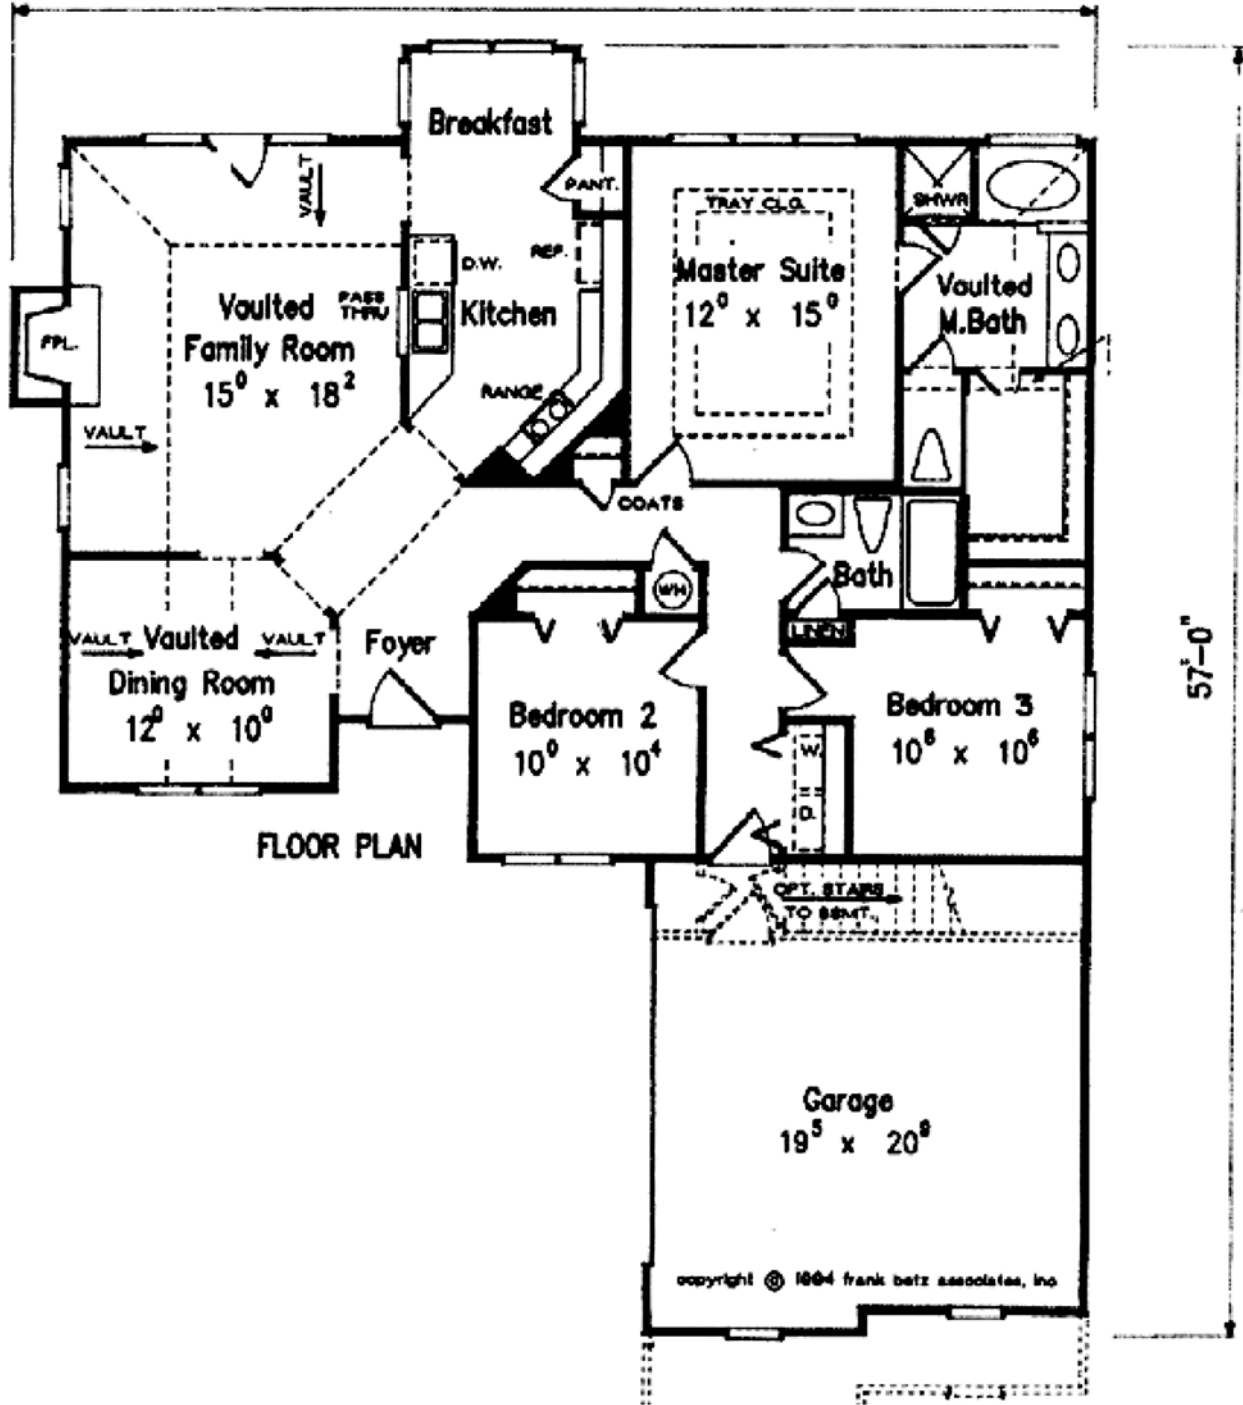 Breakfast
VAULT
PANT.
TRAY CLG.
SHWR
D.W.
REF.
Master Suite
12⁰ x 15⁰
Vaulted
M.Bath
Vaulted
Family Room
15⁰ x 18²
PASS
THRU
Kitchen
FPL.
RANGE
VAULT
COATS
Bath
WH
LINEN
VAULT
Vaulted
Dining Room
12⁰ x 10⁰
VAULT
Foyer
Bedroom 2
10⁰ x 10⁴
Bedroom 3
10⁶ x 10⁶
W.
D.
57'-0"
FLOOR PLAN
OPT. STAIRS
TO BSMT.
Garage
19⁵ x 20⁹
copyright © 1994 frank betz associates, inc